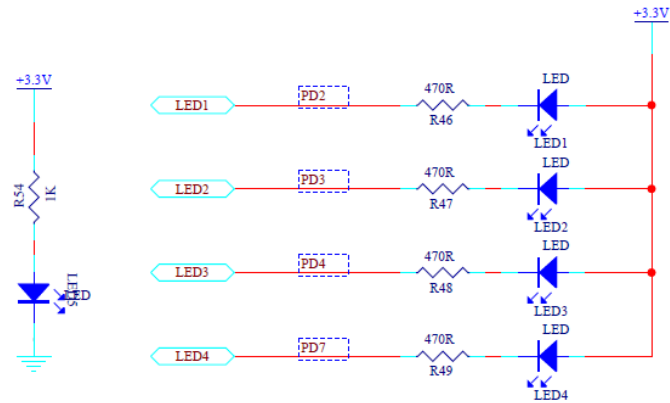 +3.3V
+3.3V
LED1
PD2
470R
R46
LED
LED1
LED2
PD3
470R
R47
LED
LED2
LED3
PD4
470R
R48
LED
LED3
LED4
PD7
470R
R49
LED
LED4
R54
1K
LED